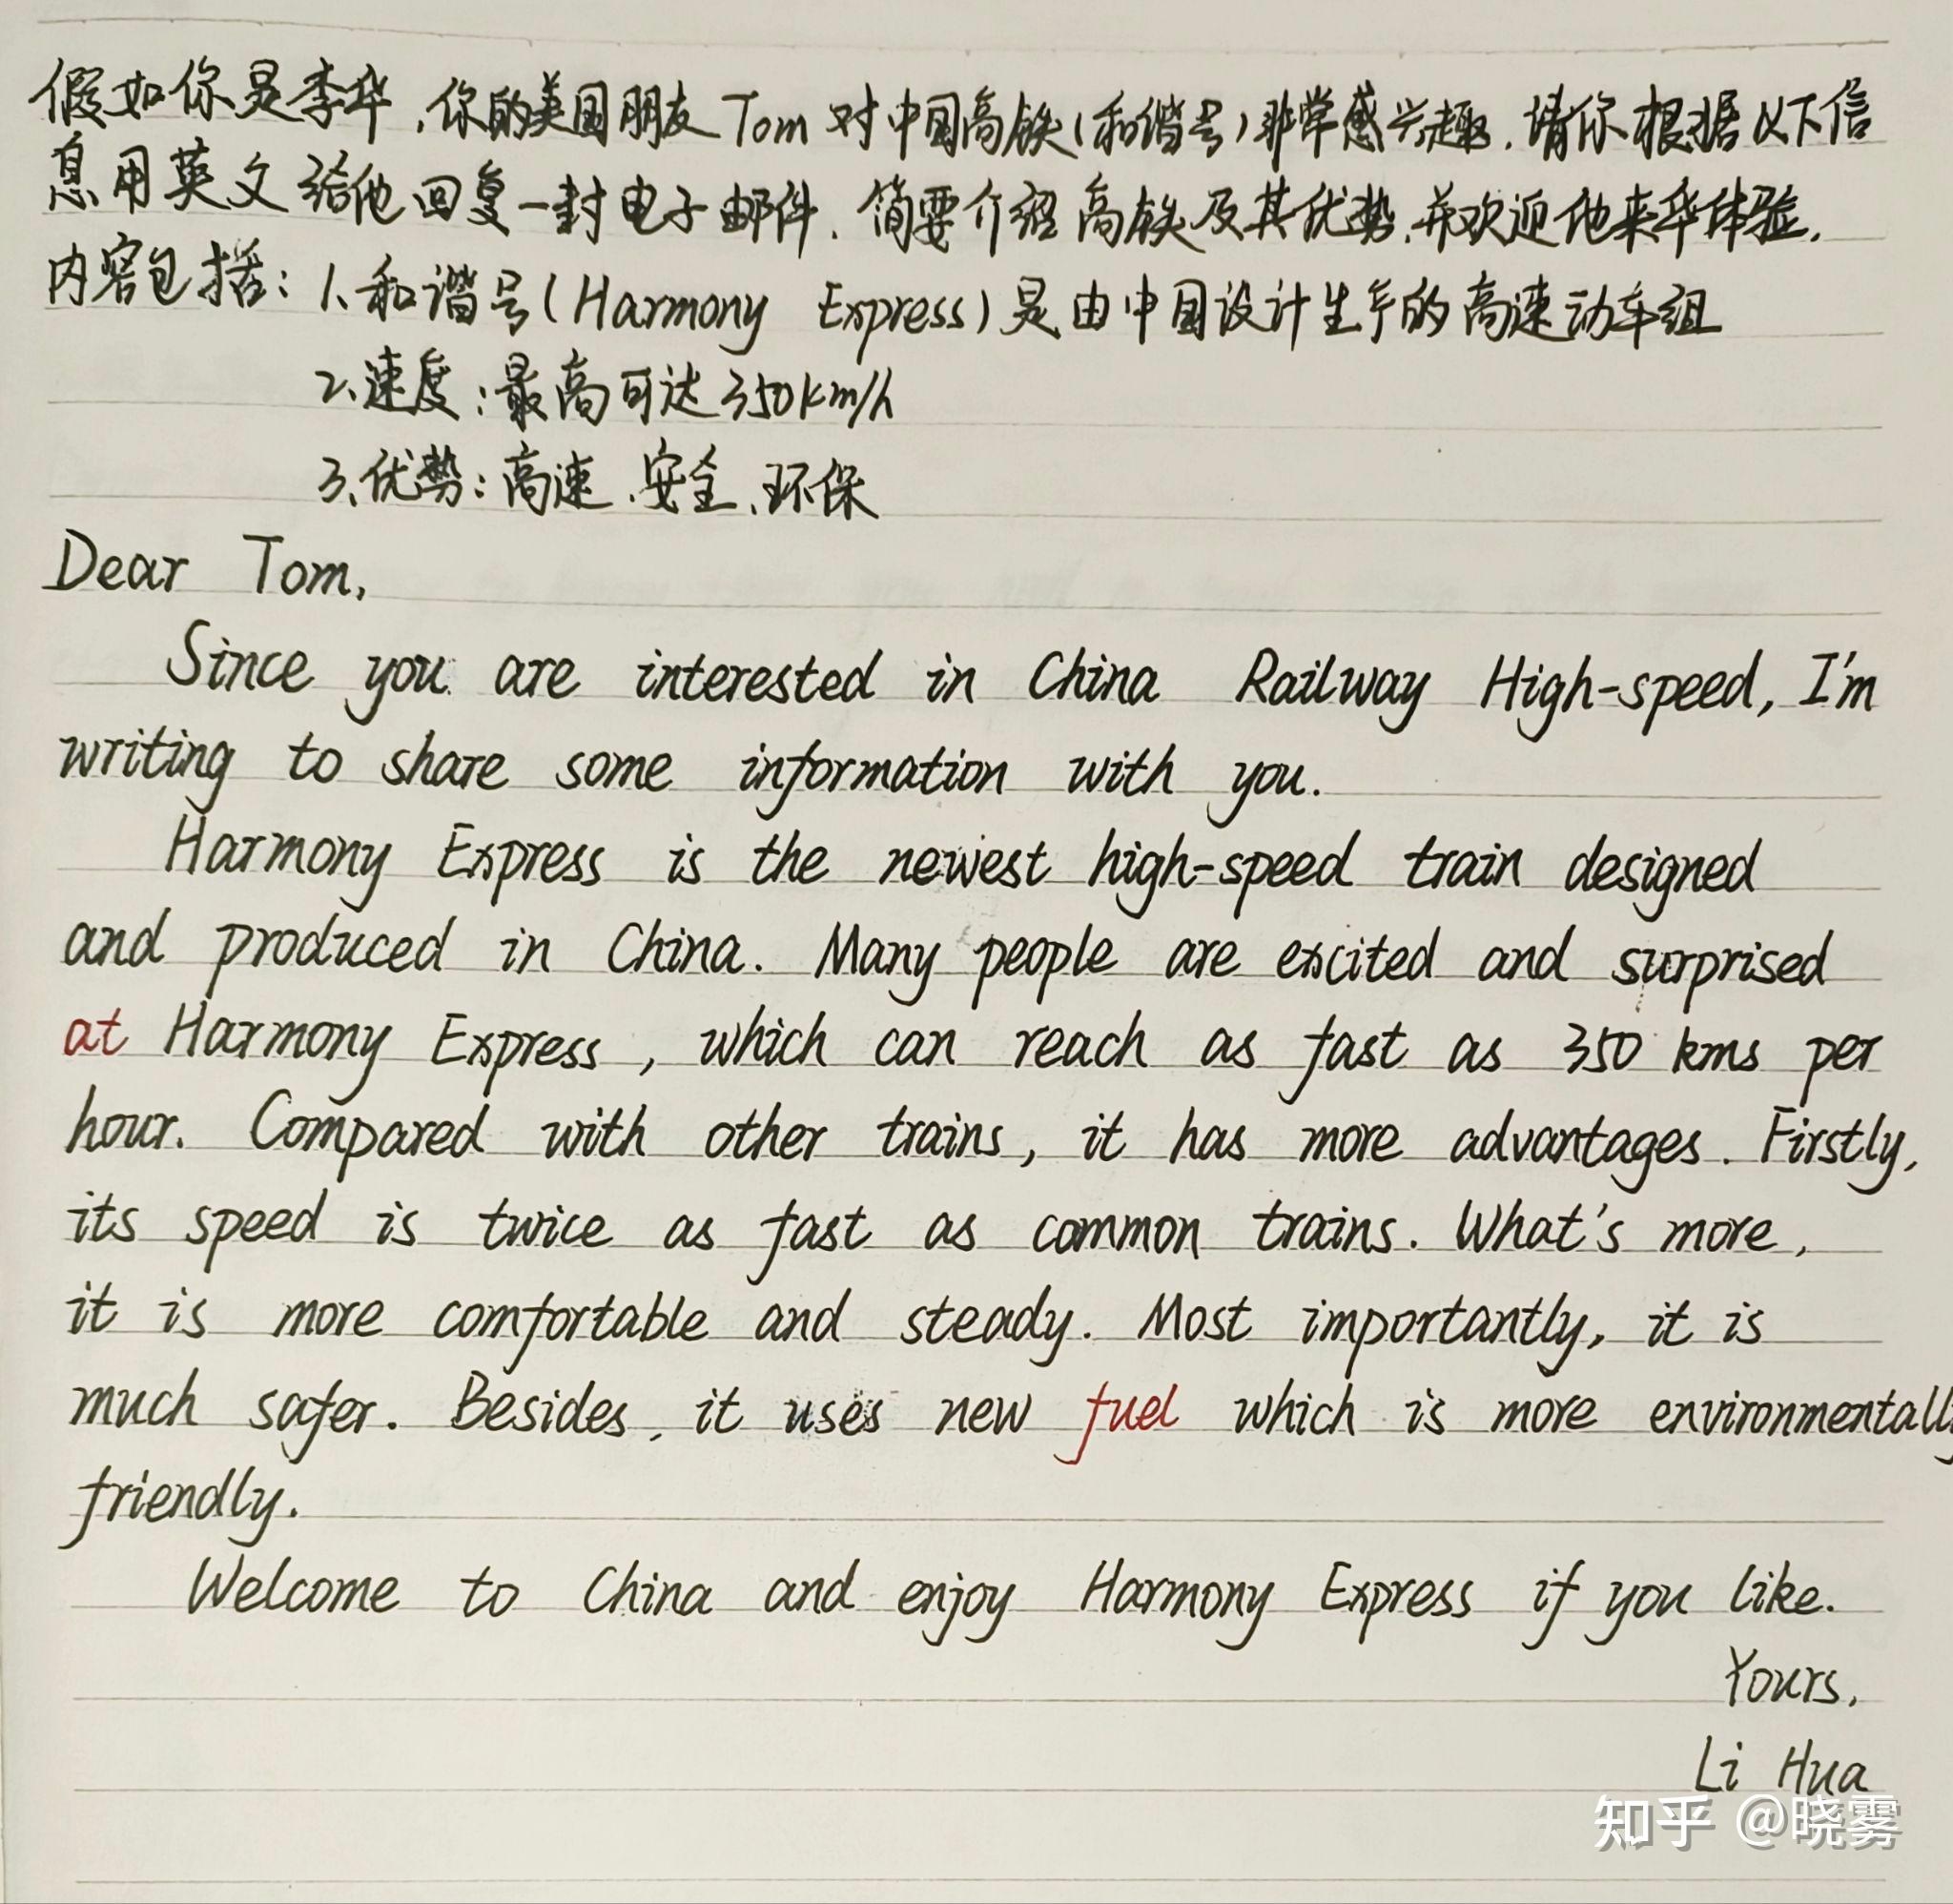 假如你是李华,你的美国朋友Tom对中国高铁(和谐号)非常感兴趣.请你根据以下信
息用英文给他回复一封电子邮件.简要介绍高铁及其优势,并欢迎他来华体验.
内容包括:1、和谐号(Harmony Express)是由中国设计生产的高速动车组
2、速度:最高可达350km/h
3、优势:高速、安全、环保
Dear Tom,
Since you are interested in China Railway High-speed, I'm
writing to share some information with you.
Harmony Express is the newest high-speed train designed
and produced in China. Many people are excited and surprised
at Harmony Express, which can reach as fast as 350 kms per
hour. Compared with other trains, it has more advantages. Firstly,
its speed is twice as fast as common trains. What's more,
it is more comfortable and steady. Most importantly, it is
much safer. Besides, it uses new fuel which is more environmentally
friendly.
Welcome to China and enjoy Harmony Express if you like.
Yours,
Li Hua
知乎 @晓雾